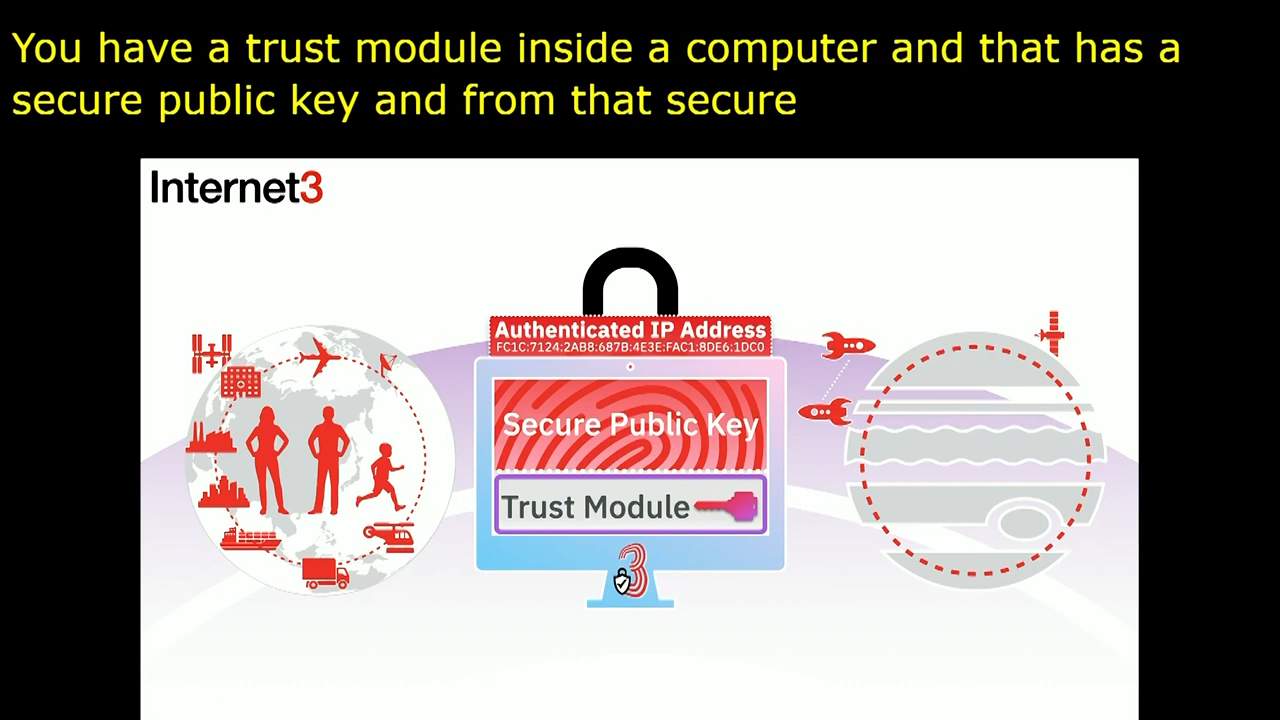 You have a trust module inside a computer and that has a
secure public key and from that secure
Internet3
Authenticated IP Address
FC1C:7124:2AB8:687B:4E3E:FAC1:8DE6:1DC0
Secure Public Key
Trust Module
3